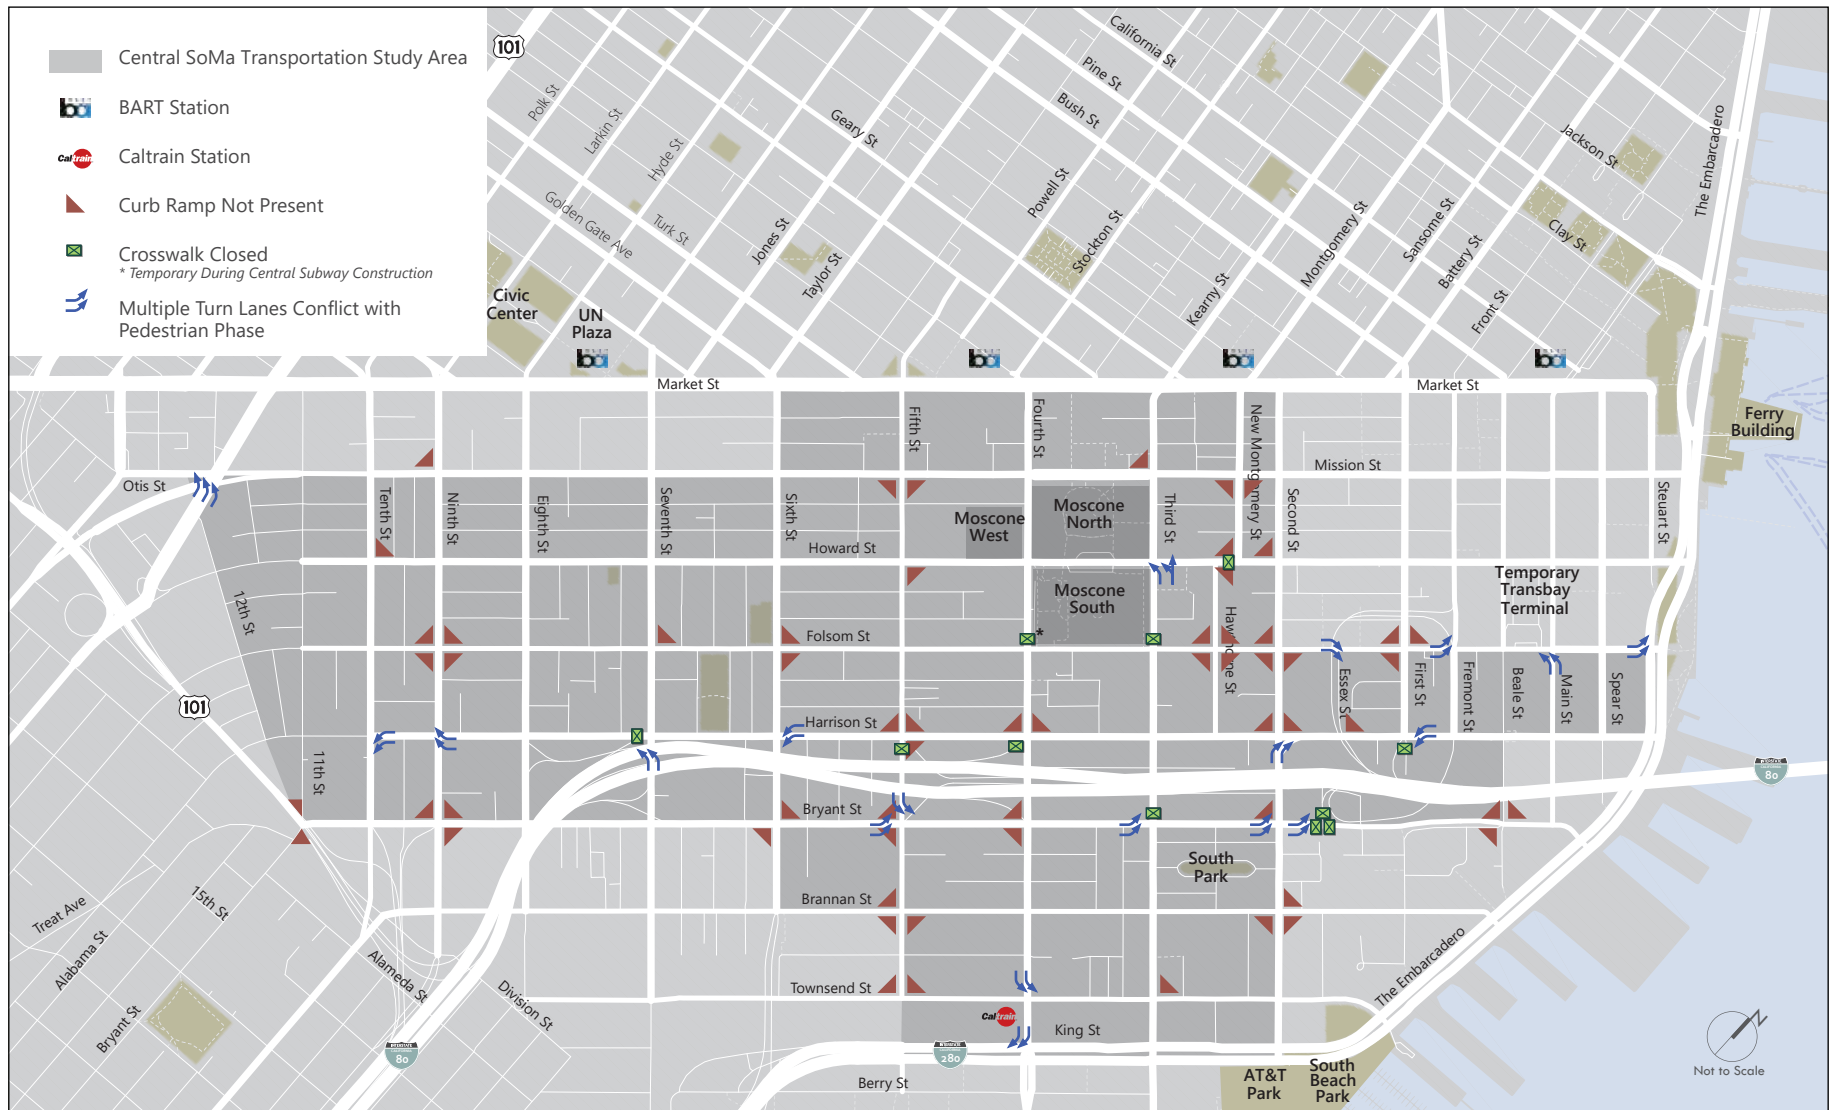 Central SoMa Transportation Study Area
BART Station
Caltrain Station
Curb Ramp Not Present
Crosswalk Closed
* Temporary During Central Subway Construction
Multiple Turn Lanes Conflict with
Pedestrian Phase
101
California St
Pine St
Bush St
Geary St
Polk St
Larkin St
Hyde St
Golden Gate Ave
Turk St
Jones St
Taylor St
Powell St
Stockton St
Kearny St
Montgomery St
Sansome St
Battery St
Front St
Clay St
Jackson St
The Embarcadero
Civic
Center
UN
Plaza
ba
ba
ba
ba
Market St
Market St
Ferry
Building
Otis St
Tenth St
Ninth St
Eighth St
Seventh St
Sixth St
Fifth St
Fourth St
Third St
New Montgomery St
Second St
Mission St
Steuart St
Moscone
West
Moscone
North
Howard St
Moscone
South
Temporary
Transbay
Terminal
12th St
Folsom St
*
Essex St
First St
Fremont St
Beale St
Main St
Spear St
101
Harrison St
11th St
80
Bryant St
South
Park
Brannan St
Treat Ave
15th St
Alabama St
Bryant St
Alameda St
Division St
Townsend St
The Embarcadero
Caltrain
King St
80
280
Berry St
AT&T
Park
South
Beach
Park
N
Not to Scale